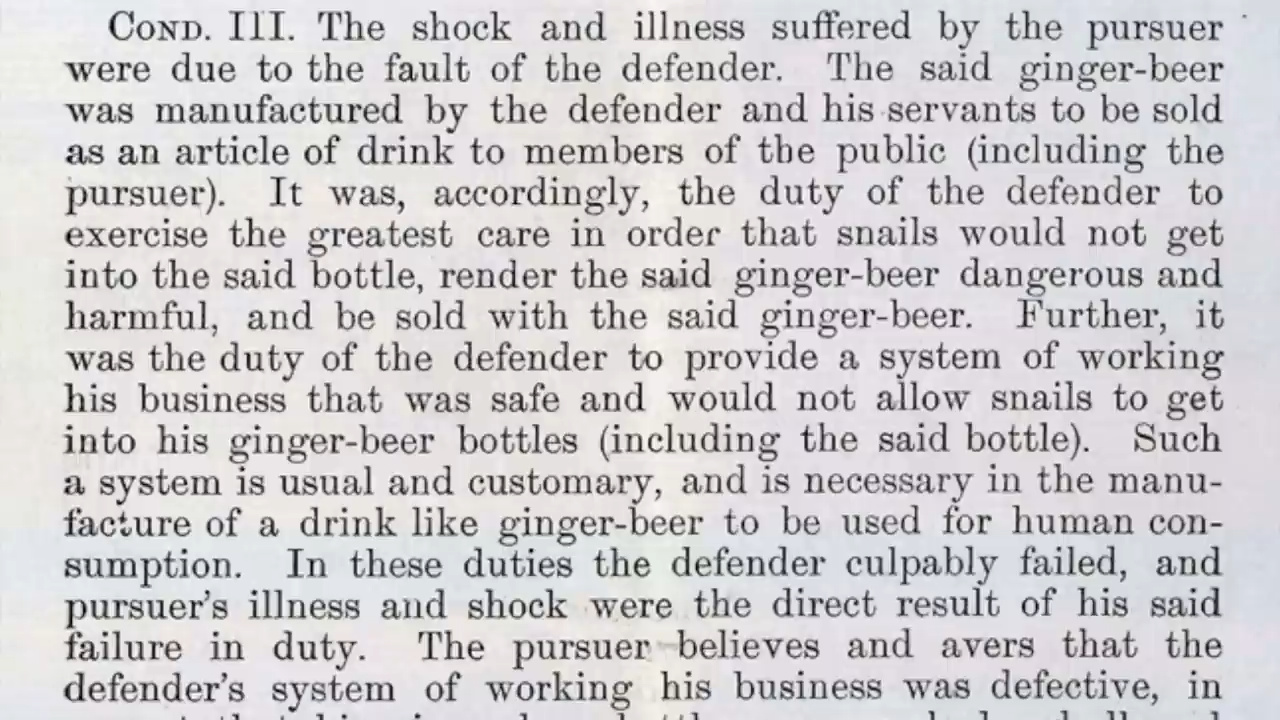 COND. III. The shock and illness suffered by the pursuer
were due to the fault of the defender. The said ginger-beer
was manufactured by the defender and his servants to be sold
as an article of drink to members of the public (including the
pursuer). It was, accordingly, the duty of the defender to
exercise the greatest care in order that snails would not get
into the said bottle, render the said ginger-beer dangerous and
harmful, and be sold with the said ginger-beer. Further, it
was the duty of the defender to provide a system of working
his business that was safe and would not allow snails to get
into his ginger-beer bottles (including the said bottle). Such
a system is usual and customary, and is necessary in the manu-
facture of a drink like ginger-beer to be used for human con-
sumption. In these duties the defender culpably failed, and
pursuer's illness and shock were the direct result of his said
failure in duty. The pursuer believes and avers that the
defender's system of working his business was defective, in